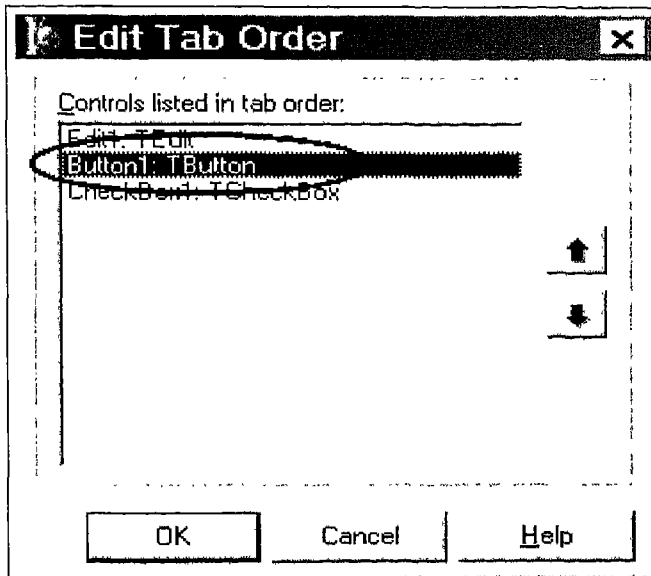 Edit Tab Order
Controls listed in tab order:
Edit1: TEdit
Button1: TButton
CheckBox1: TCheckBox
OK Cancel Help